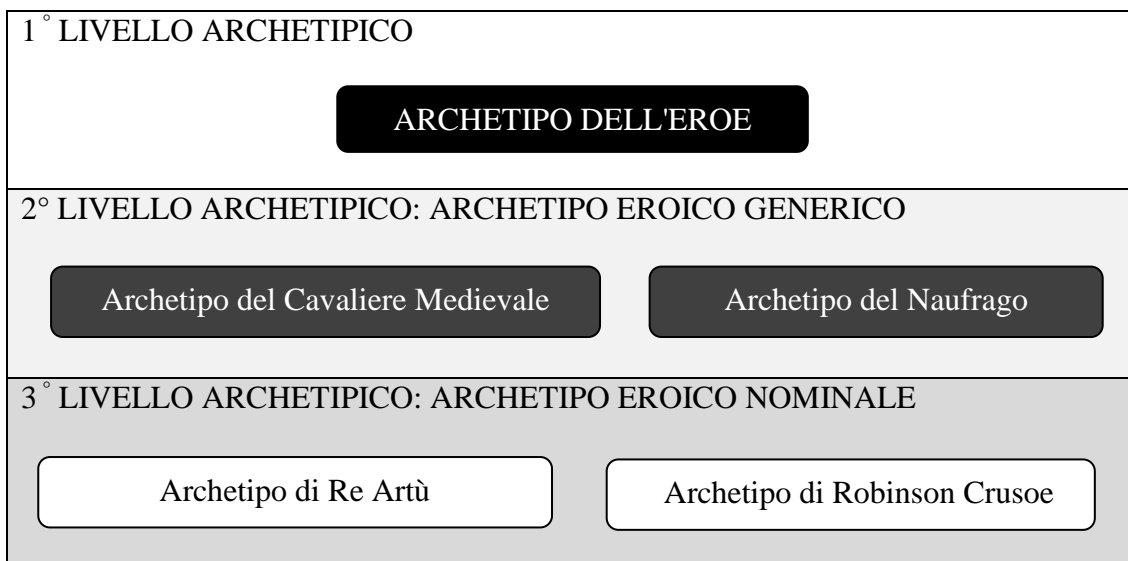 1° LIVELLO ARCHETIPICO
ARCHETIPO DELL'EROE
2° LIVELLO ARCHETIPICO: ARCHETIPO EROICO GENERICO
Archetipo del Cavaliere Medievale
Archetipo del Naufrago
3° LIVELLO ARCHETIPICO: ARCHETIPO EROICO NOMINALE
Archetipo di Re Artù
Archetipo di Robinson Crusoe